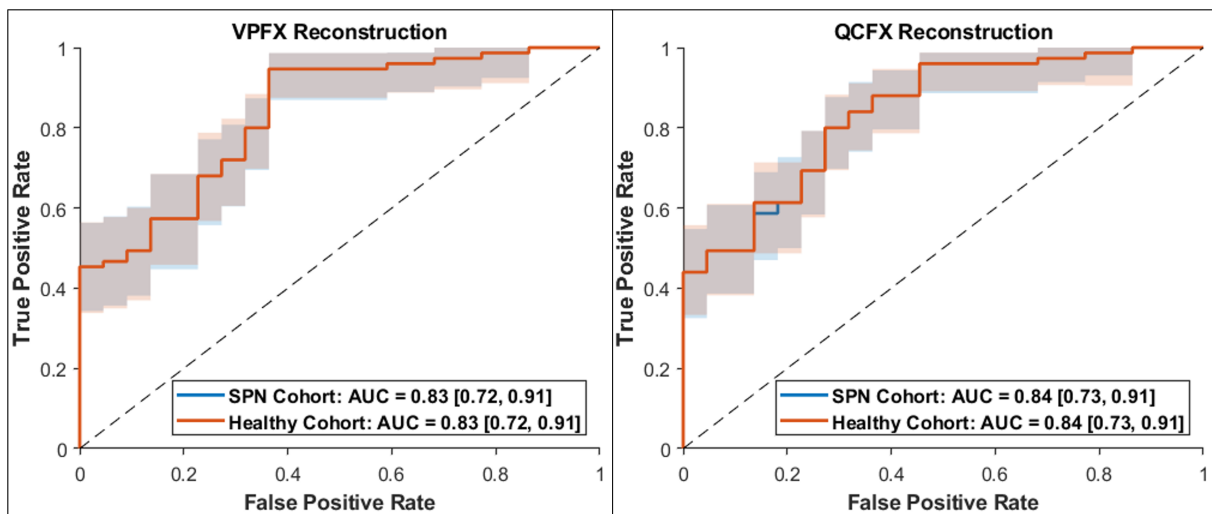 VPFX Reconstruction
True Positive Rate
1
0.8
0.6
0.4
0.2
0
SPN Cohort: AUC = 0.83 [0.72, 0.91]
Healthy Cohort: AUC = 0.83 [0.72, 0.91]
0 0.2 0.4 0.6 0.8 1
False Positive Rate
QCFX Reconstruction
True Positive Rate
1
0.8
0.6
0.4
0.2
0
SPN Cohort: AUC = 0.84 [0.73, 0.91]
Healthy Cohort: AUC = 0.84 [0.73, 0.91]
0 0.2 0.4 0.6 0.8 1
False Positive Rate